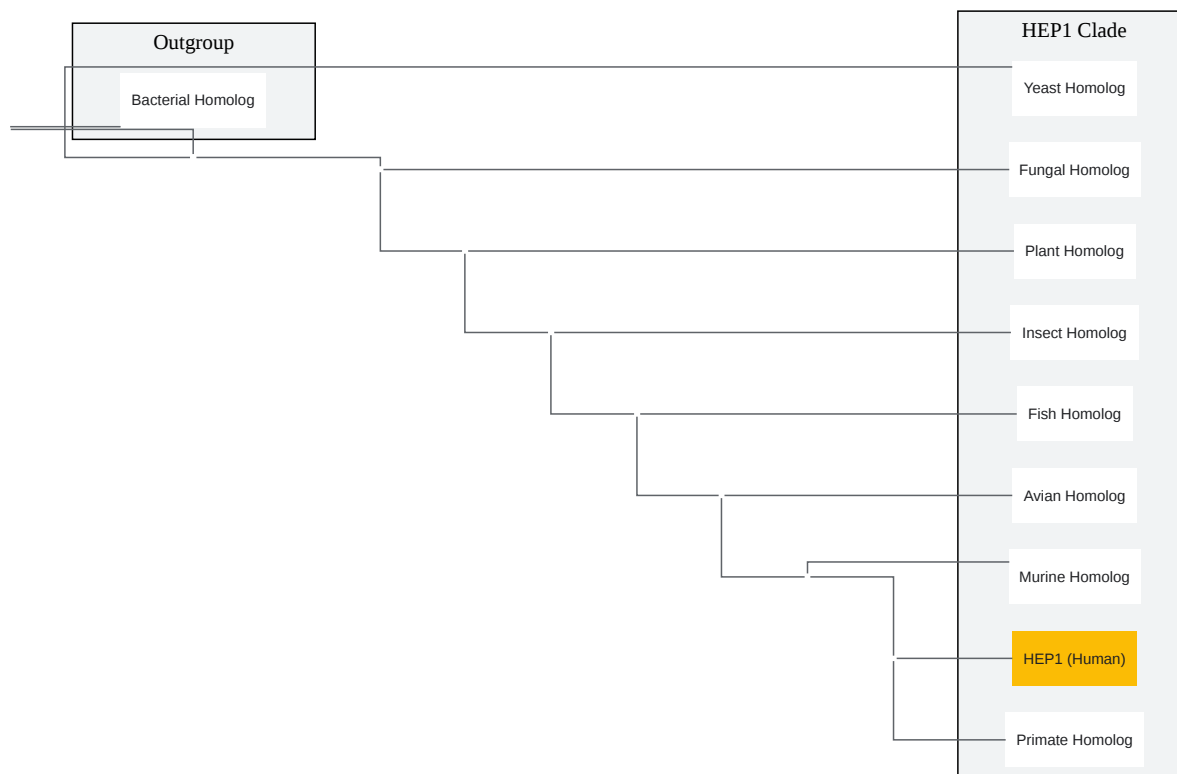 Outgroup
Bacterial Homolog
HEP1 Clade
Yeast Homolog
Fungal Homolog
Plant Homolog
Insect Homolog
Fish Homolog
Avian Homolog
Murine Homolog
HEP1 (Human)
Primate Homolog